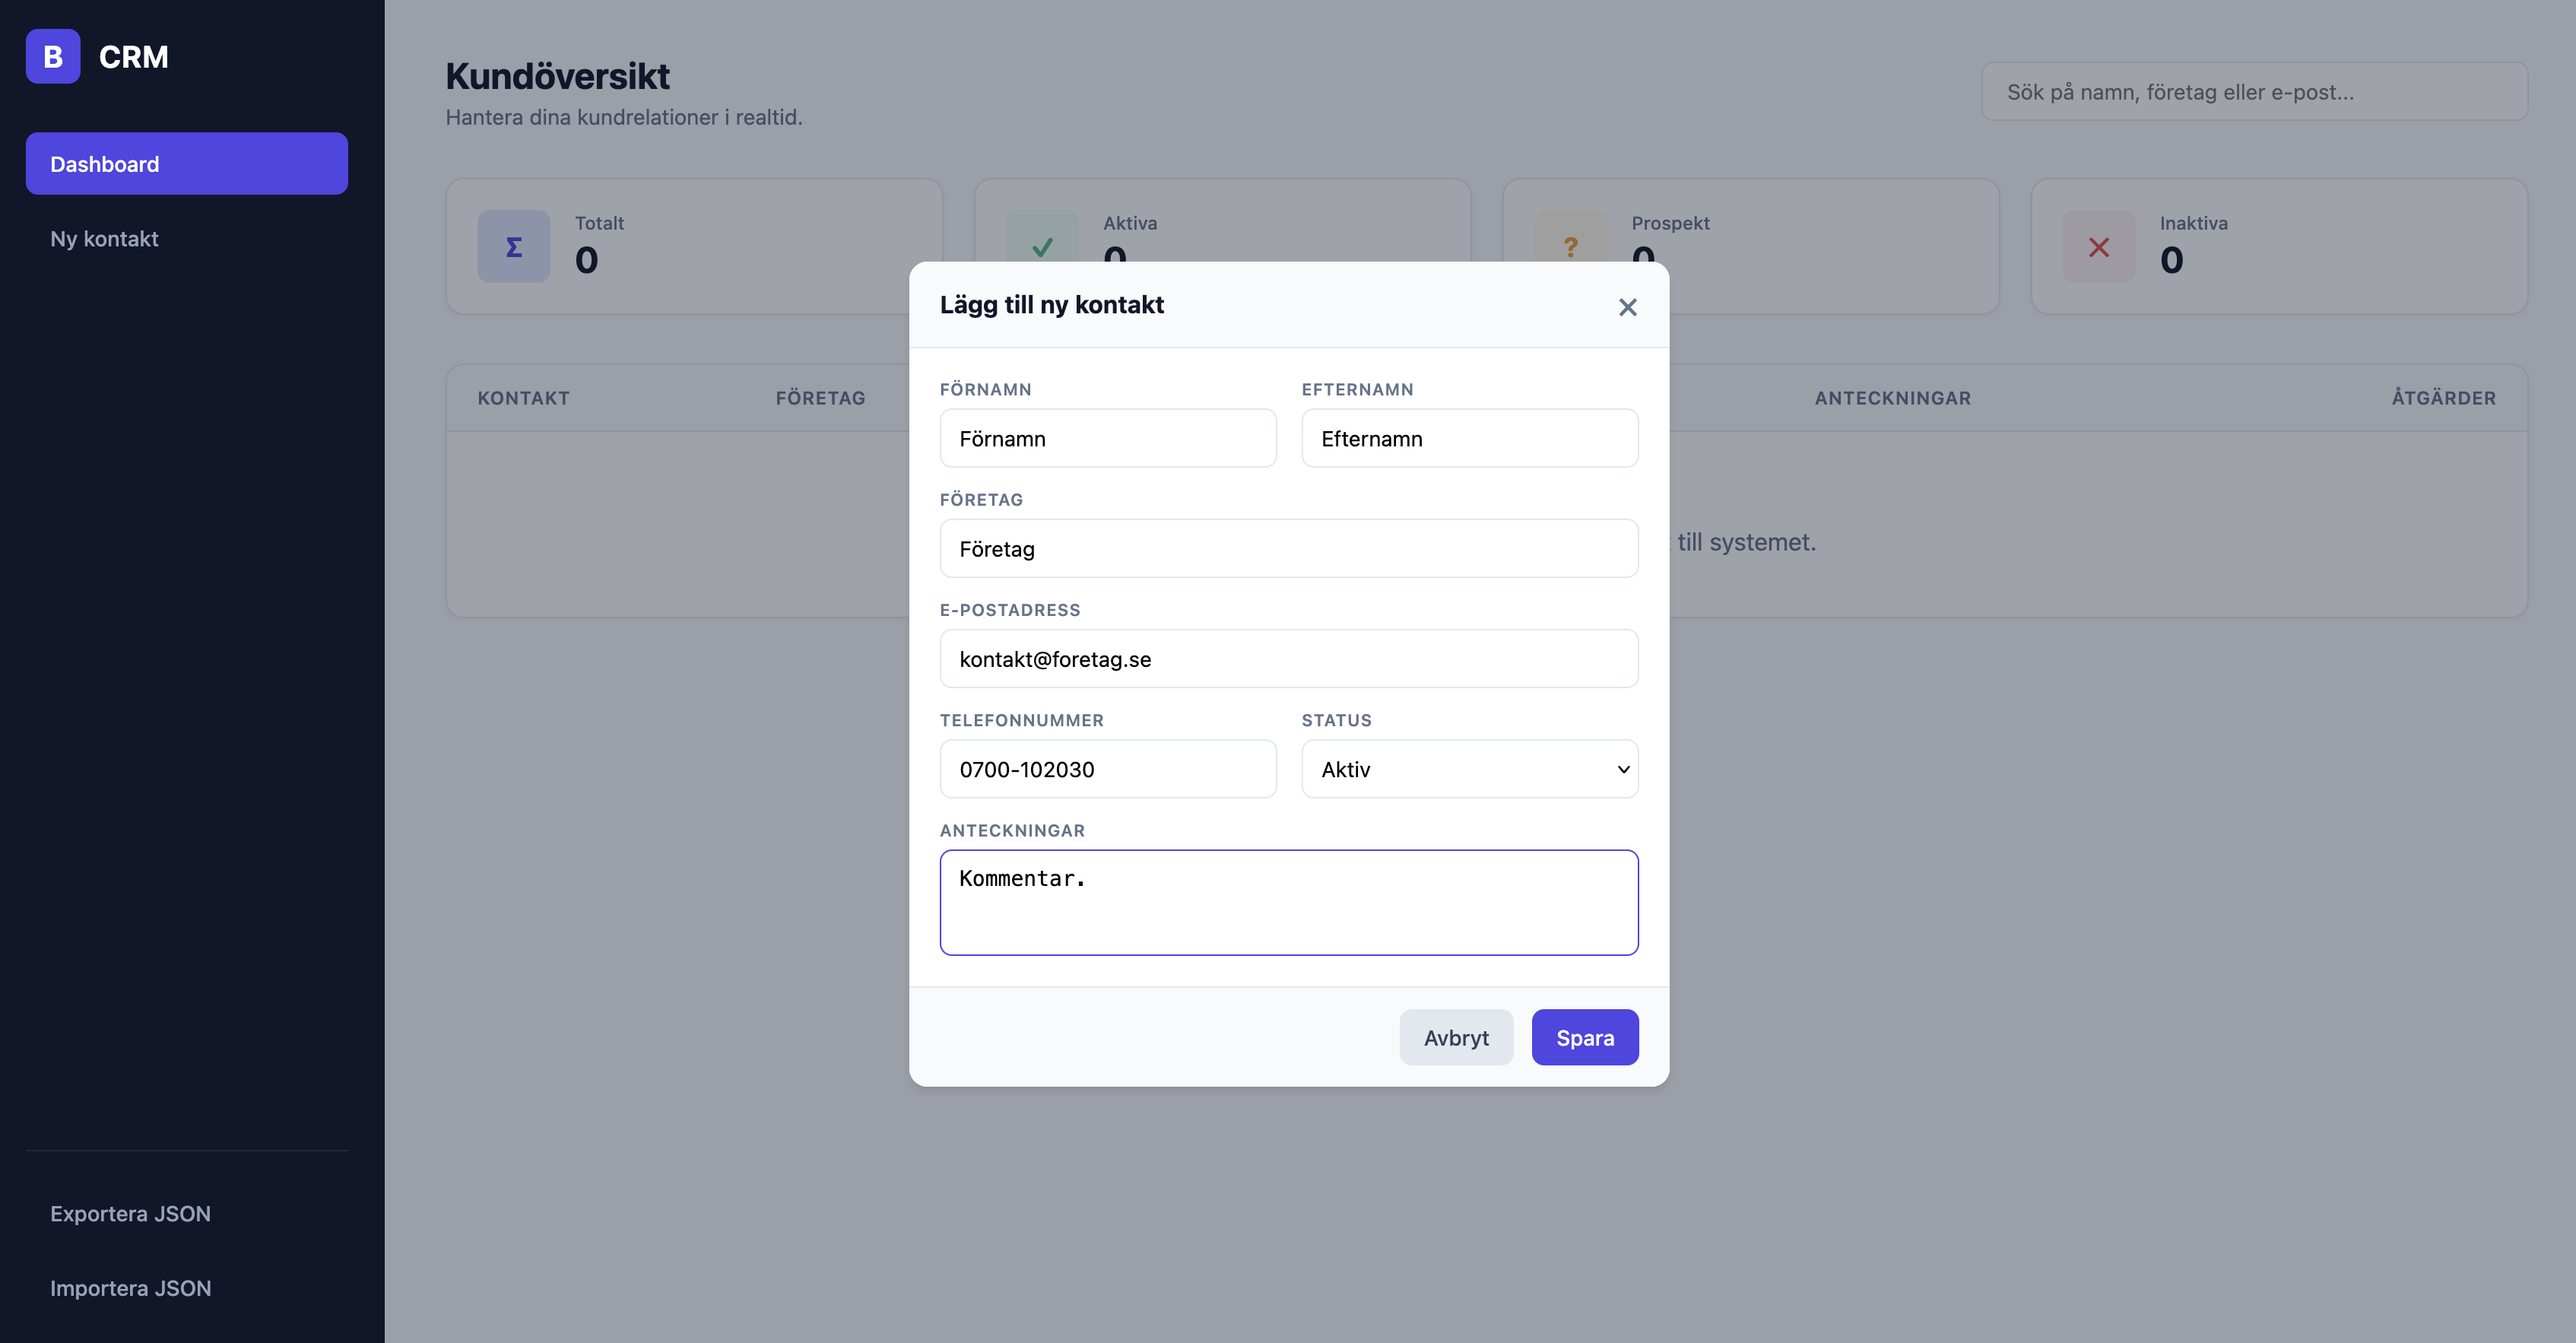 B CRM
Dashboard
Ny kontakt
Exportera JSON
Importera JSON
Kundöversikt
Hantera dina kundrelationer i realtid.
Sök på namn, företag eller e-post...
Σ Totalt
0
Aktiva
0
? Prospekt
0
Inaktiva
0
KONTAKT FÖRETAG ANTECKNINGAR ÅTGÄRDER
till systemet.
Lägg till ny kontakt
FÖRNAMN EFTERNAMN
Förnamn Efternamn
FÖRETAG
Företag
E-POSTADRESS
kontakt@foretag.se
TELEFONNUMMER STATUS
0700-102030 Aktiv
ANTECKNINGAR
Kommentar.
Avbryt Spara